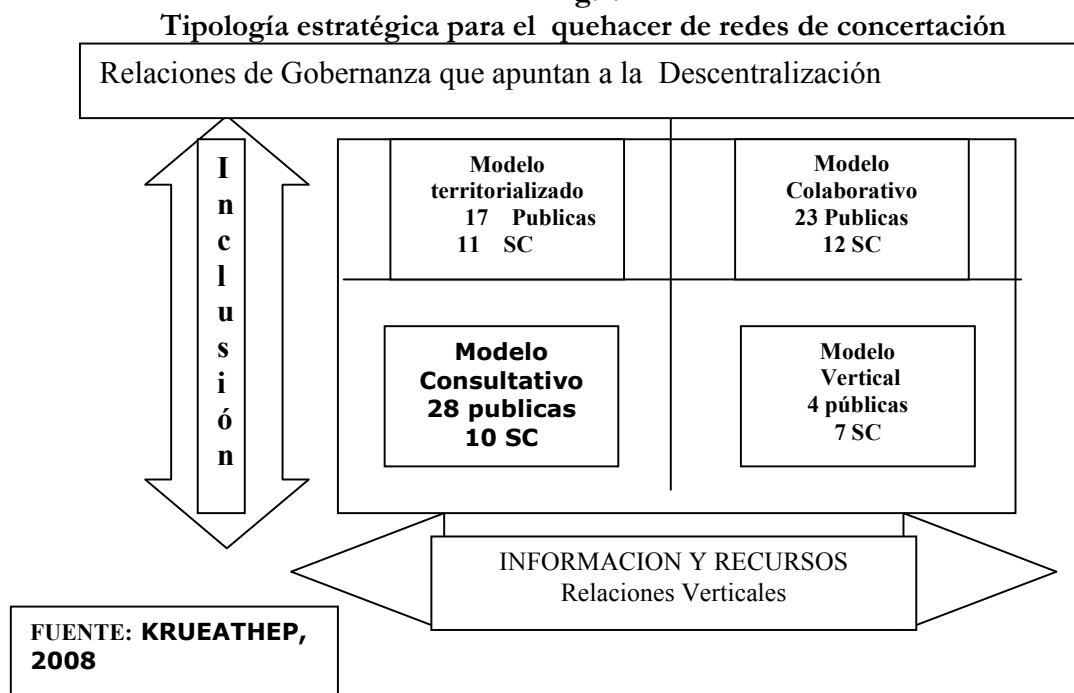 Tipología estratégica para el quehacer de redes de concertación
Relaciones de Gobernanza que apuntan a la Descentralización
Inclusión
Modelo
territorializado
17 Publicas
11 SC
Modelo
Colaborativo
23 Publicas
12 SC
Modelo
Consultativo
28 publicas
10 SC
Modelo
Vertical
4 públicas
7 SC
INFORMACION Y RECURSOS
Relaciones Verticales
FUENTE: KRUEATHEP,
2008